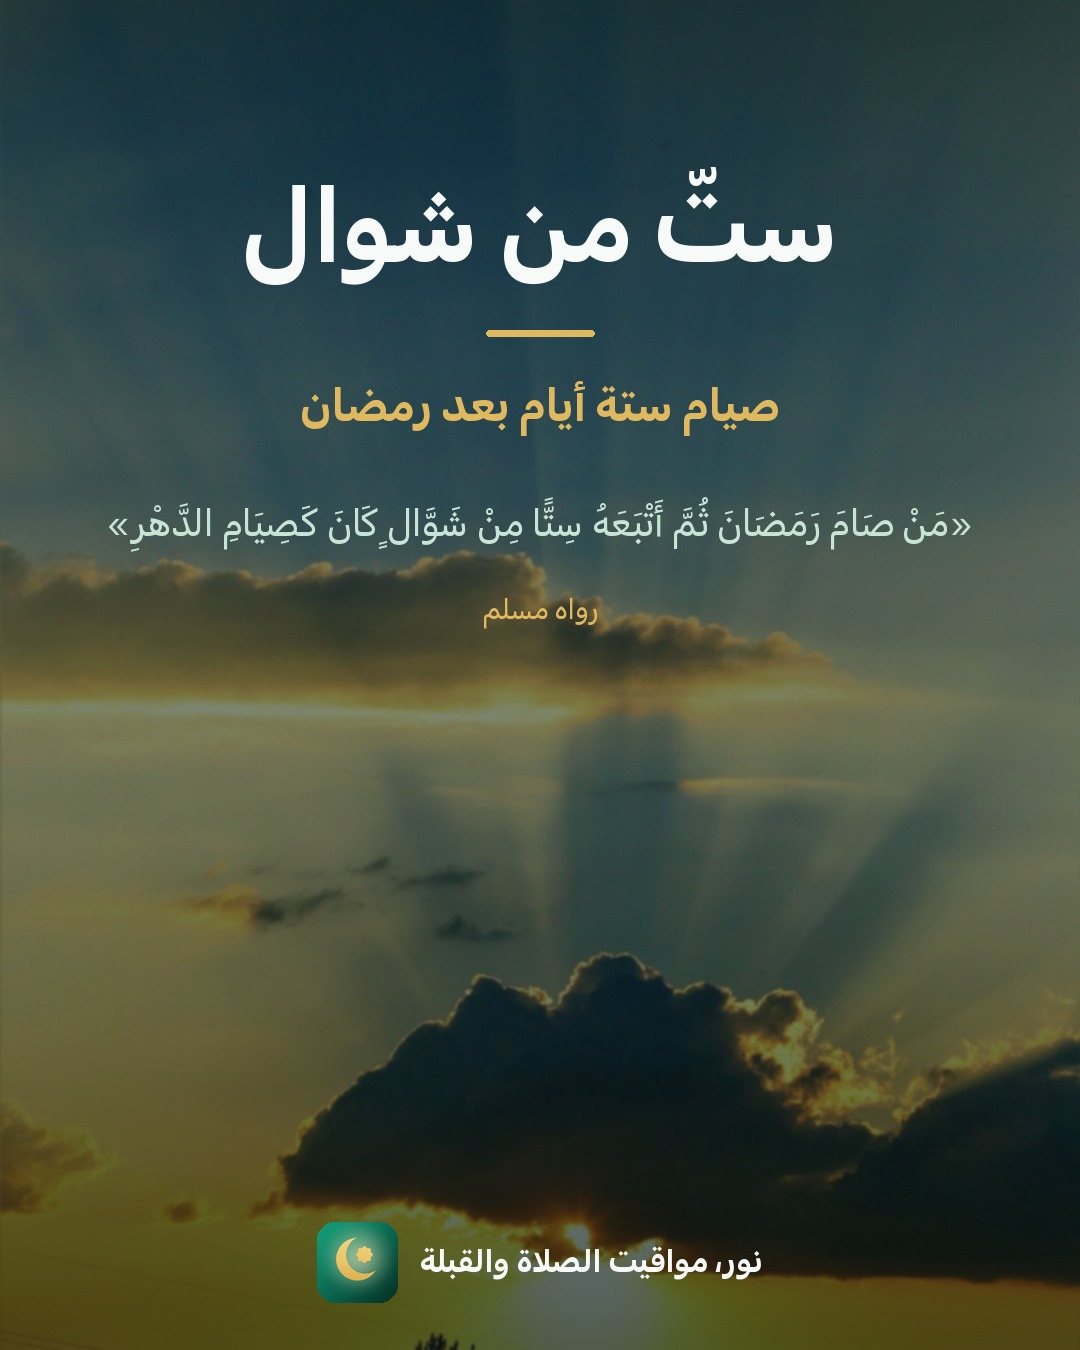 ستّ من شوال
صيام ستة أيام بعد رمضان
«مَنْ صَامَ رَمَضَانَ ثُمَّ أَتْبَعَهُ سِتًّا مِنْ شَوَّالٍ كَانَ كَصِيَامِ الدَّهْرِ»
رواه مسلم
نور، مواقيت الصلاة والقبلة